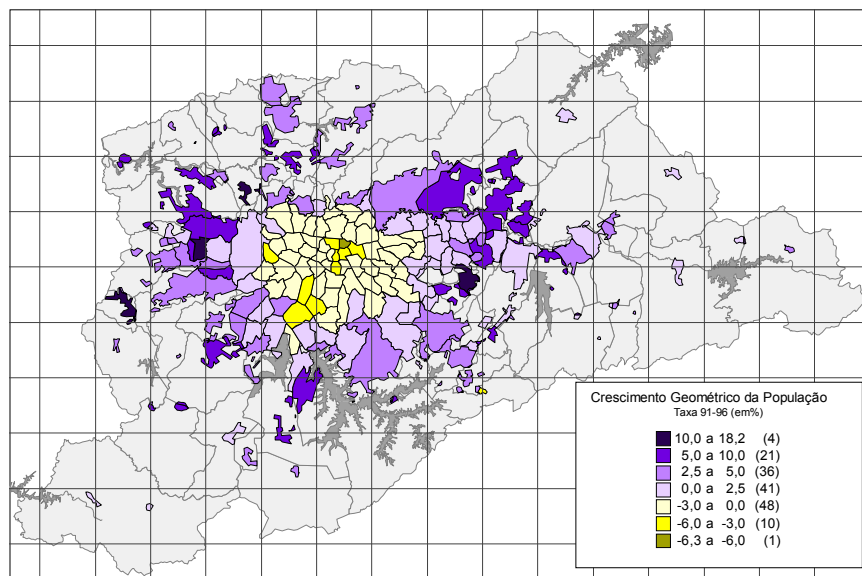 Crescimento Geométrico da População
Taxa 91-96 (em%)
10,0 a 18,2 (4)
5,0 a 10,0 (21)
2,5 a 5,0 (36)
0,0 a 2,5 (41)
-3,0 a 0,0 (48)
-6,0 a -3,0 (10)
-6,3 a -6,0 (1)